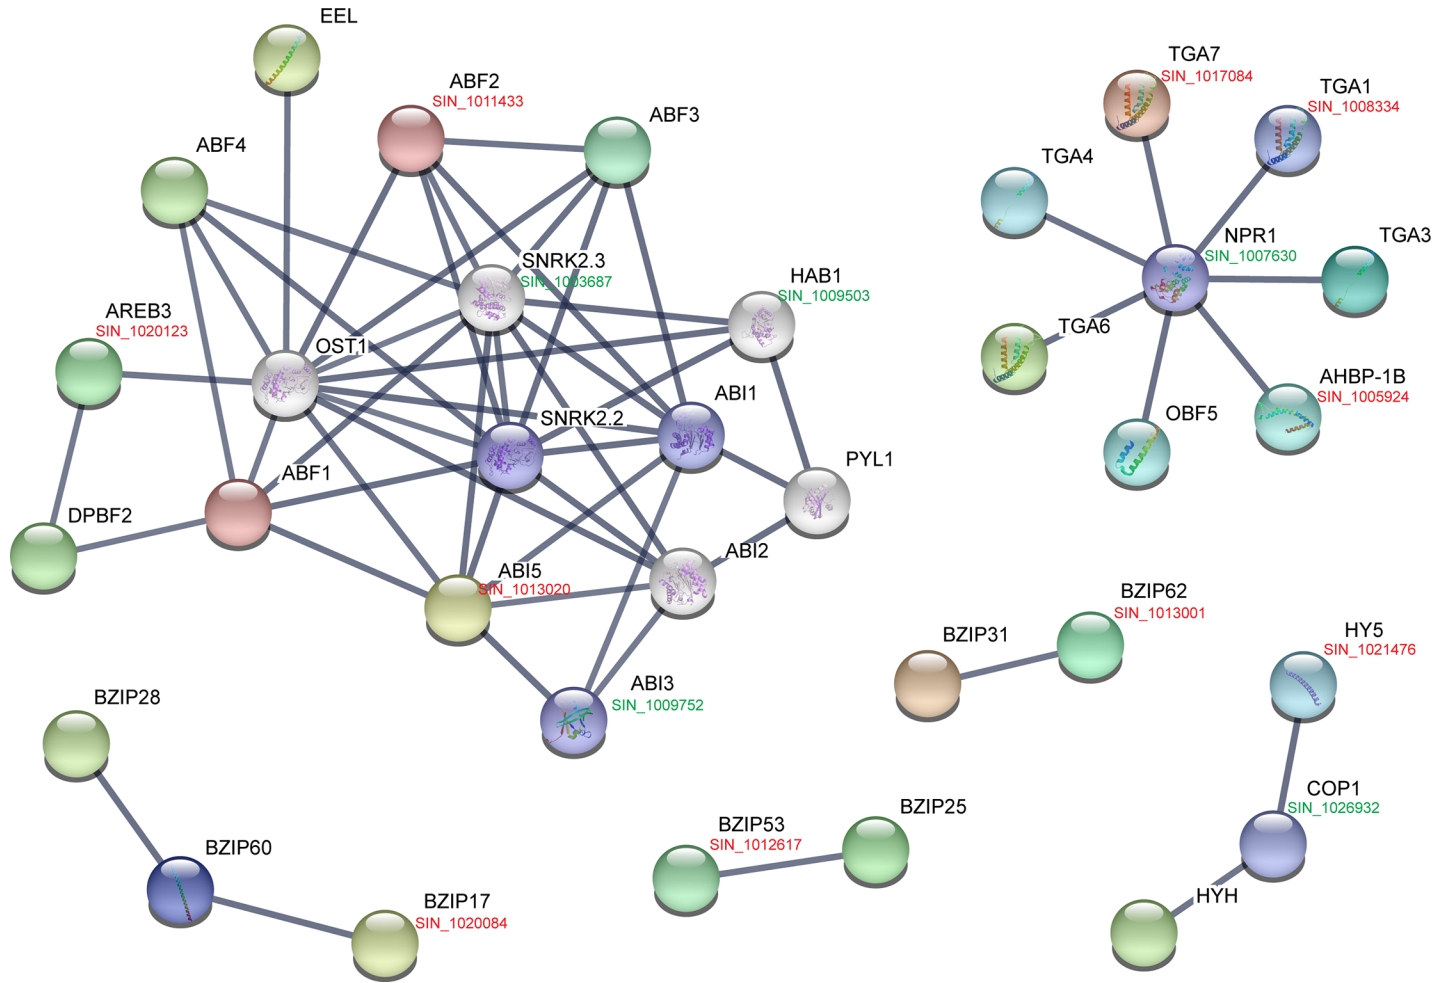 EEL
ABF2
SIN_1011433
ABF3
ABF4
SNRK2.3
SIN_1003687
HAB1
SIN_1009503
AREB3
SIN_1020123
OST1
ABI1
SNRK2.2
PYL1
ABF1
DPBF2
ABI2
ABI5
SIN_1013020
ABI3
SIN_1009752
TGA7
SIN_1017084
TGA1
SIN_1008334
TGA4
NPR1
SIN_1007630
TGA3
TGA6
AHBP-1B
SIN_1005924
OBF5
BZIP62
SIN_1013001
BZIP31
HY5
SIN_1021476
COP1
SIN_1026932
HYH
BZIP28
BZIP60
BZIP17
SIN_1020084
BZIP53
SIN_1012617
BZIP25